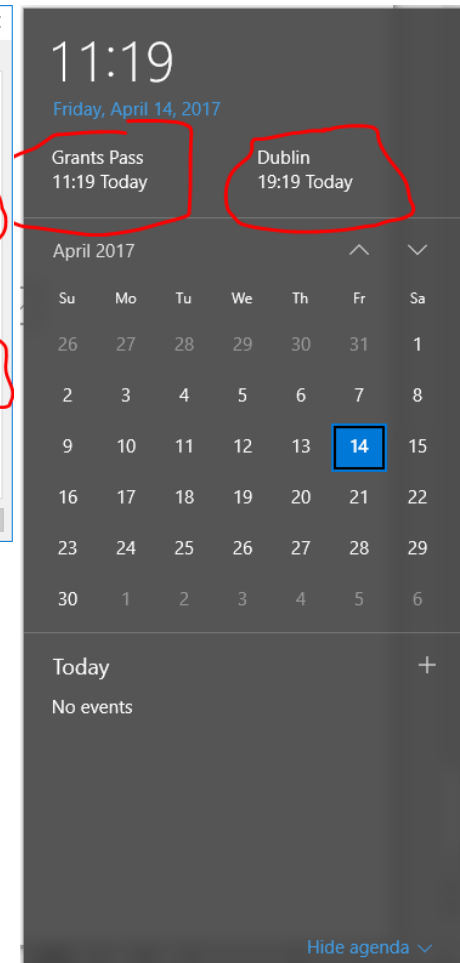 11:19
Friday, April 14, 2017
Grants Pass Dublin
11:19 Today 19:19 Today
April 2017
Su Mo Tu We Th Fr Sa
26 27 28 29 30 31 1
2 3 4 5 6 7 8
9 10 11 12 13 14 15
16 17 18 19 20 21 22
23 24 25 26 27 28 29
30 1 2 3 4 5 6
Today
No events
Hide agenda